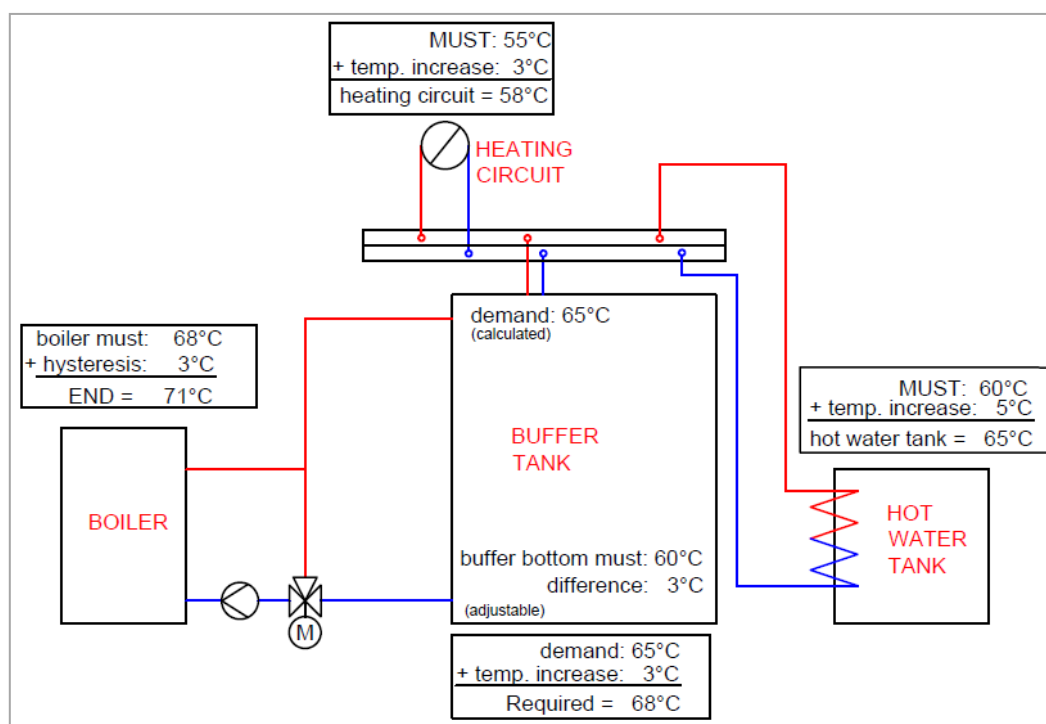 MUST: 55°C
+ temp. increase: 3°C
heating circuit = 58°C
HEATING
CIRCUIT
demand: 65°C
(calculated)
boiler must: 68°C
+ hysteresis: 3°C
END = 71°C
MUST: 60°C
+ temp. increase: 5°C
hot water tank = 65°C
BUFFER
TANK
BOILER
HOT
WATER
TANK
buffer bottom must: 60°C
difference: 3°C
(adjustable)
M
demand: 65°C
+ temp. increase: 3°C
Required = 68°C